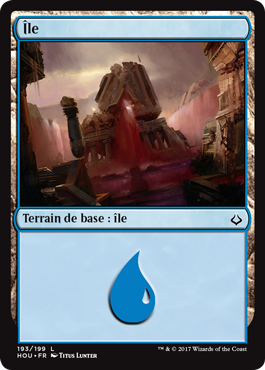 Île
Terrain de base : île
193/199 L
HOU • FR Titus Lunter
™ & © 2017 Wizards of the Coast